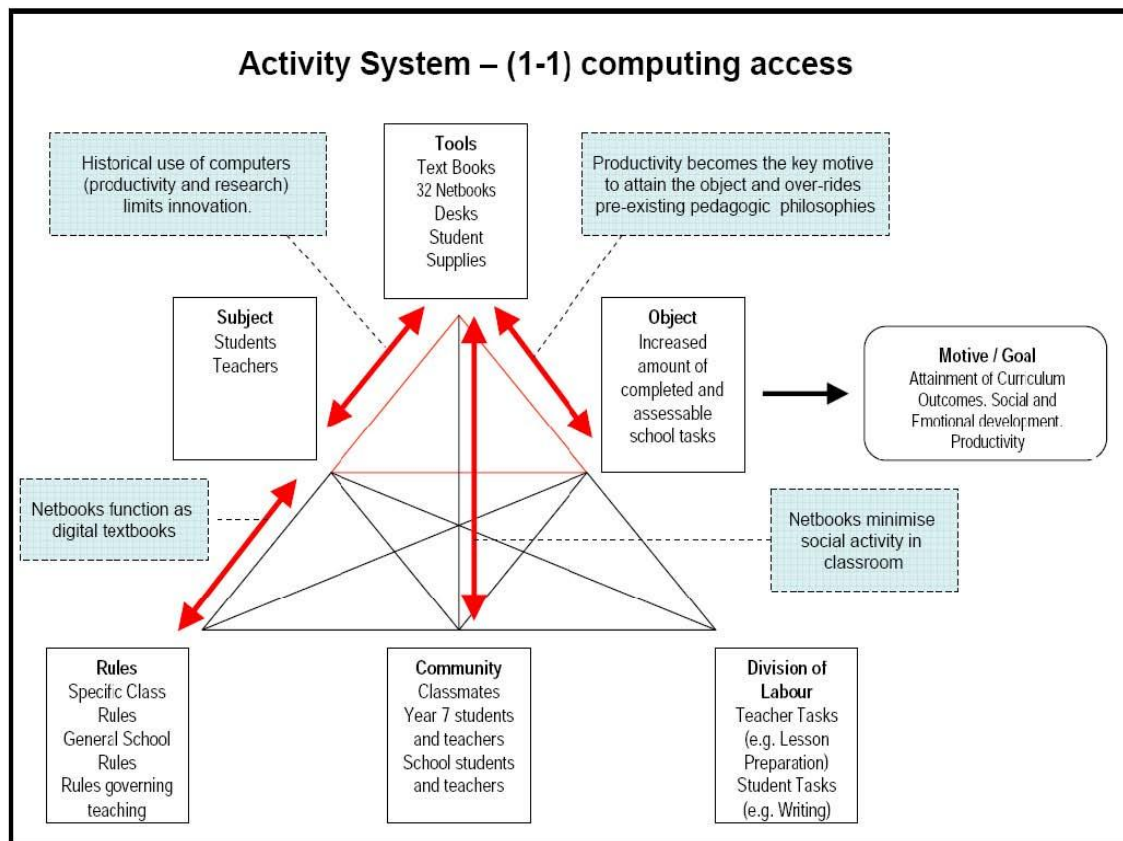 Activity System – (1-1) computing access
Historical use of computers
(productivity and research)
limits innovation.
Tools
Text Books
32 Netbooks
Desks
Student
Supplies
Productivity becomes the key motive
to attain the object and over-rides
pre-existing pedagogic philosophies
Subject
Students
Teachers
Object
Increased
amount of
completed and
assessable
school tasks
Motive / Goal
Attainment of Curriculum
Outcomes. Social and
Emotional development.
Productivity
Netbooks function as
digital textbooks
Netbooks minimise
social activity in
classroom
Rules
Specific Class
Rules
General School
Rules
Rules governing
teaching
Community
Classmates
Year 7 students
and teachers
School students
and teachers
Division of
Labour
Teacher Tasks
(e.g. Lesson
Preparation)
Student Tasks
(e.g. Writing)